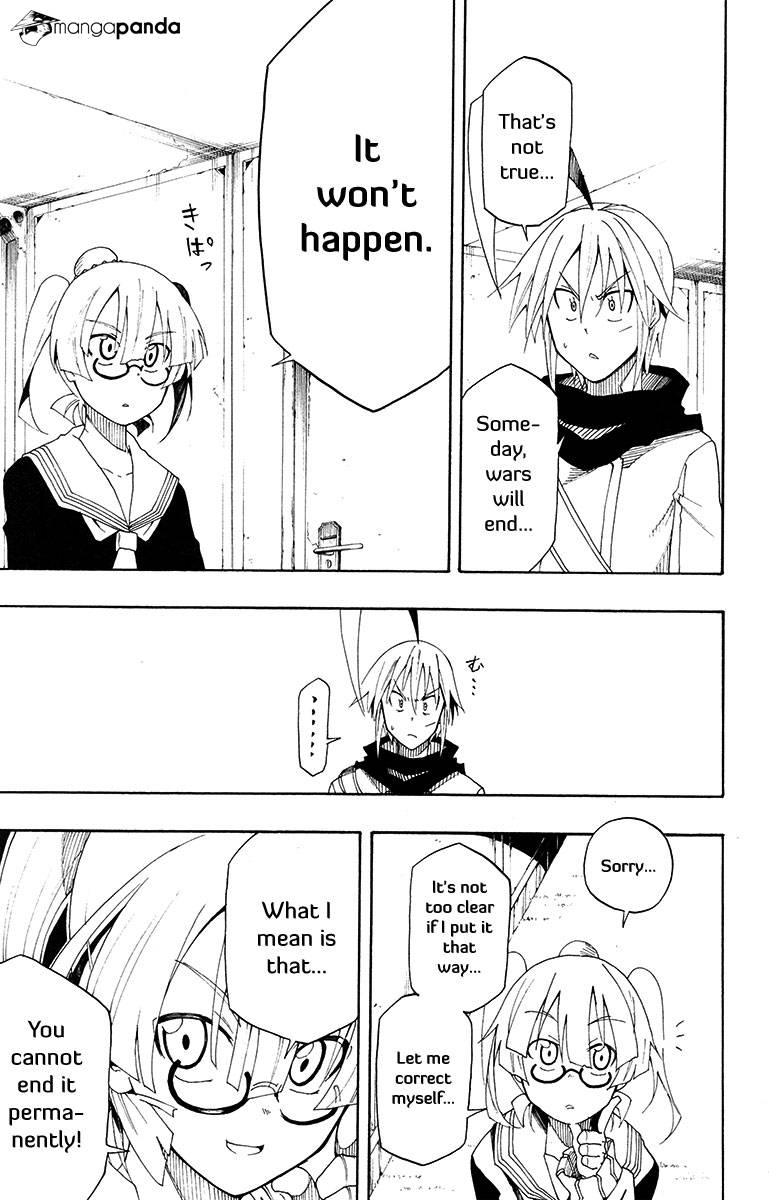 mangapanda
That's
not
true...
Some-
day,
wars
will
end...
It
won't
happen.
きぱっ
む…
......
Sorry...
It's not
too clear
if I put it
that
way...
Let me
correct
myself...
What I
mean is
that...
You
cannot
end it
perma-
nently!